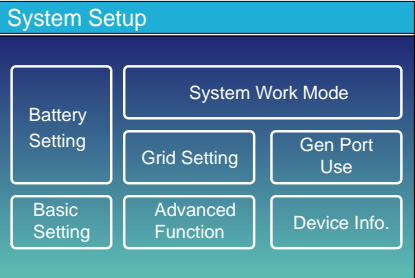 System Setup
Battery
Setting
System Work Mode
Grid Setting
Gen Port
Use
Basic
Setting
Advanced
Function
Device Info.